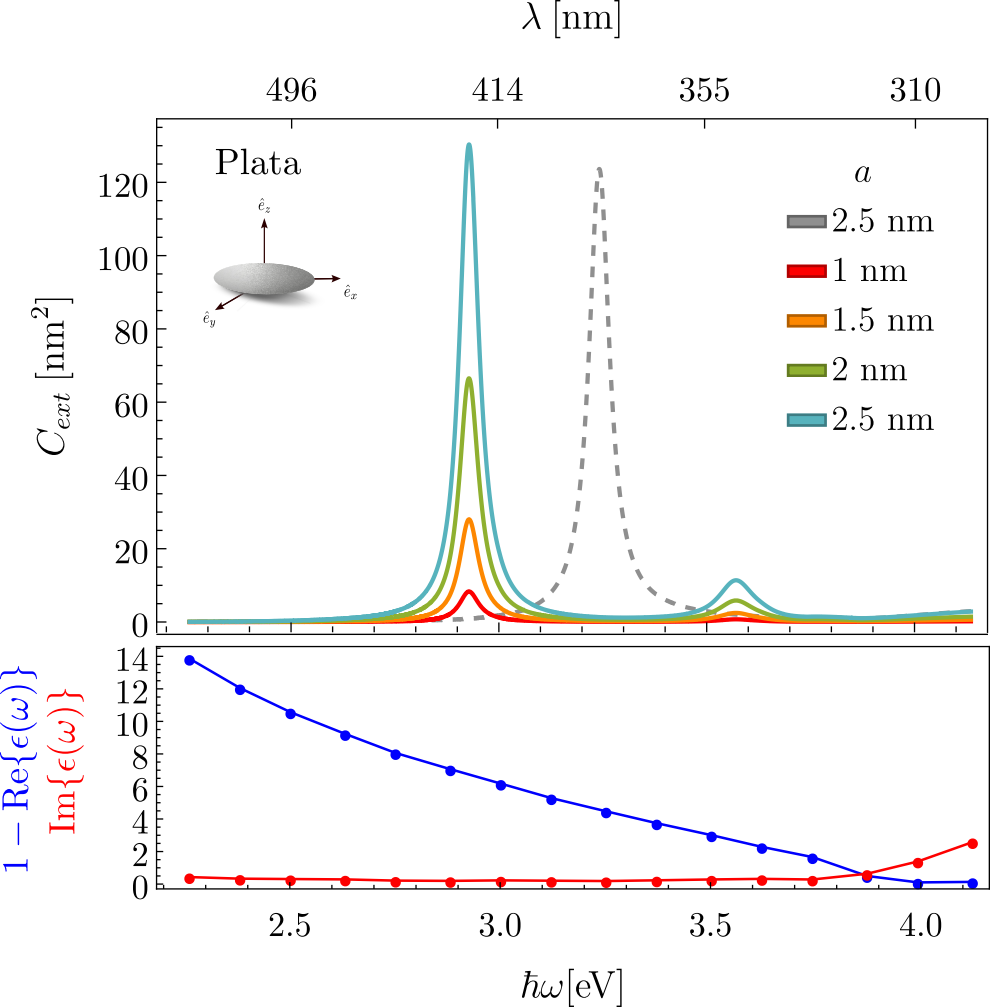 λ [nm]
496 414 355 310
Plata
ê_z
ê_x
ê_y
a
2.5 nm
1 nm
1.5 nm
2 nm
2.5 nm
C_ext [nm²]
120
100
80
60
40
20
0
1 − Re{ϵ(ω)}
Im{ϵ(ω)}
14
12
10
8
6
4
2
0
2.5 3.0 3.5 4.0
ħω[eV]